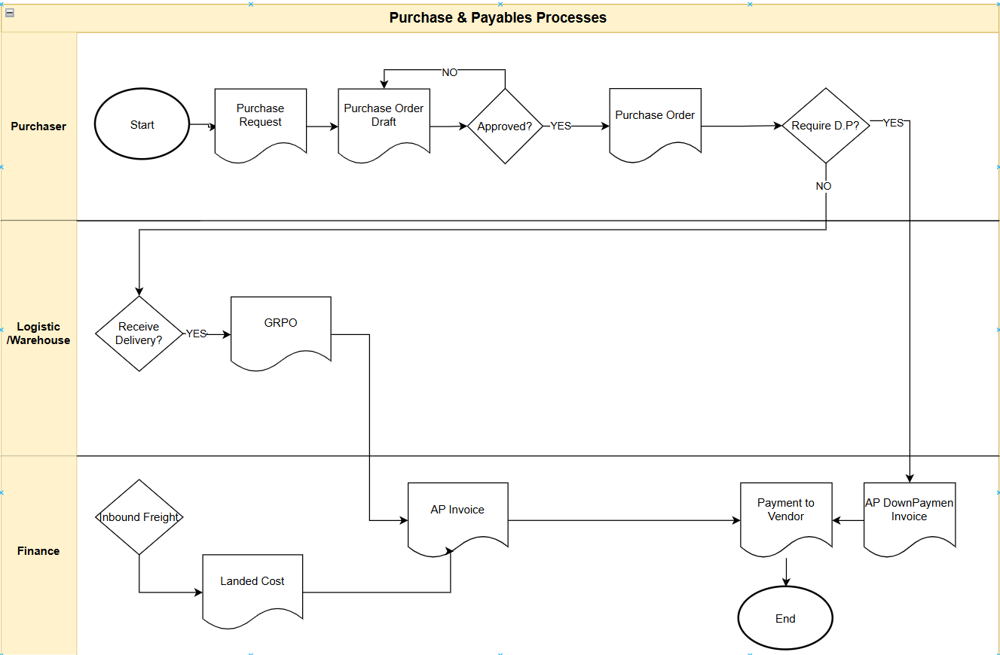 Purchase & Payables Processes
Purchaser
Start
Purchase
Request
Purchase Order
Draft
NO
Approved?
YES
Purchase Order
Require D.P?
YES
NO
Logistic
/Warehouse
Receive
Delivery?
YES
GRPO
Finance
Inbound Freight
Landed Cost
AP Invoice
Payment to
Vendor
AP DownPaymen
Invoice
End